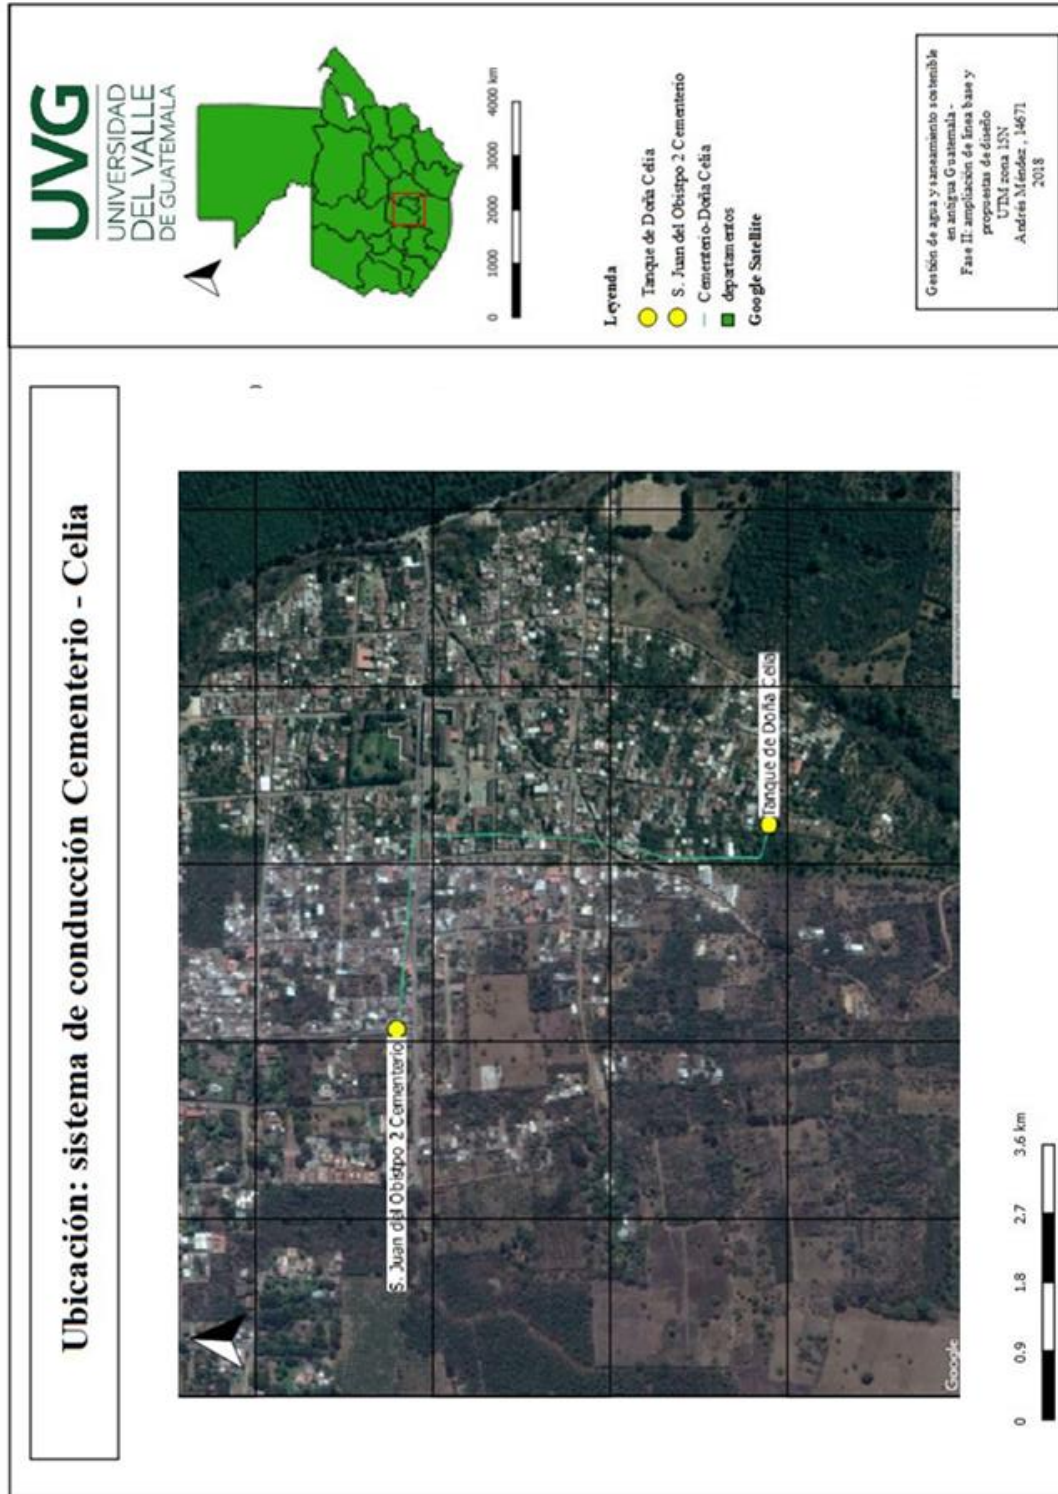 Ubicación: sistema de conducción Cementerio - Celia
S. Juan del Obistpo 2 Cementerio
Tanque de Doña Celia
Google
0 0.9 1.8 2.7 3.6 km
UVG
UNIVERSIDAD
DEL VALLE
DE GUATEMALA
0 1000 2000 3000 4000 km
Leyenda
Tanque de Doña Celia
S. Juan del Obistpo 2 Cementerio
Cementerio-Doña Celia
departamentos
Google Satellite
Gestión de agua y saneamiento sostenible
en antigua Guatemala -
Fase II: ampliación de línea base y
propuestas de diseño
UTM zona 15N
Andrés Méndez , 14671
2018